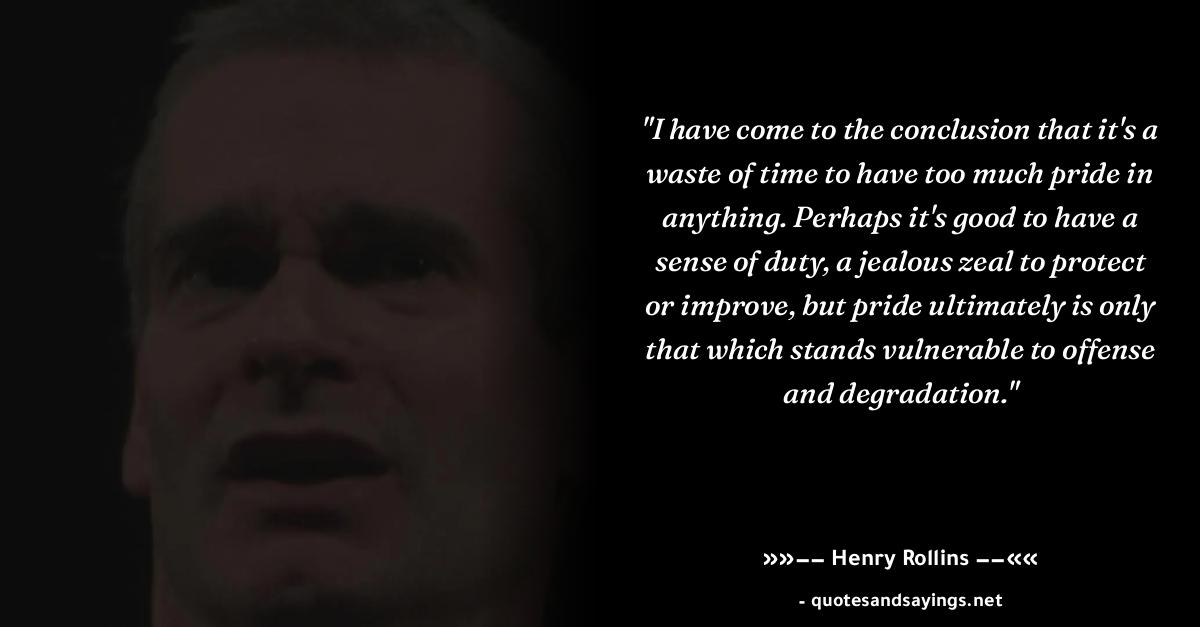 "I have come to the conclusion that it's a
waste of time to have too much pride in
anything. Perhaps it's good to have a
sense of duty, a jealous zeal to protect
or improve, but pride ultimately is only
that which stands vulnerable to offense
and degradation."
»»−− Henry Rollins −−««
- quotesandsayings.net